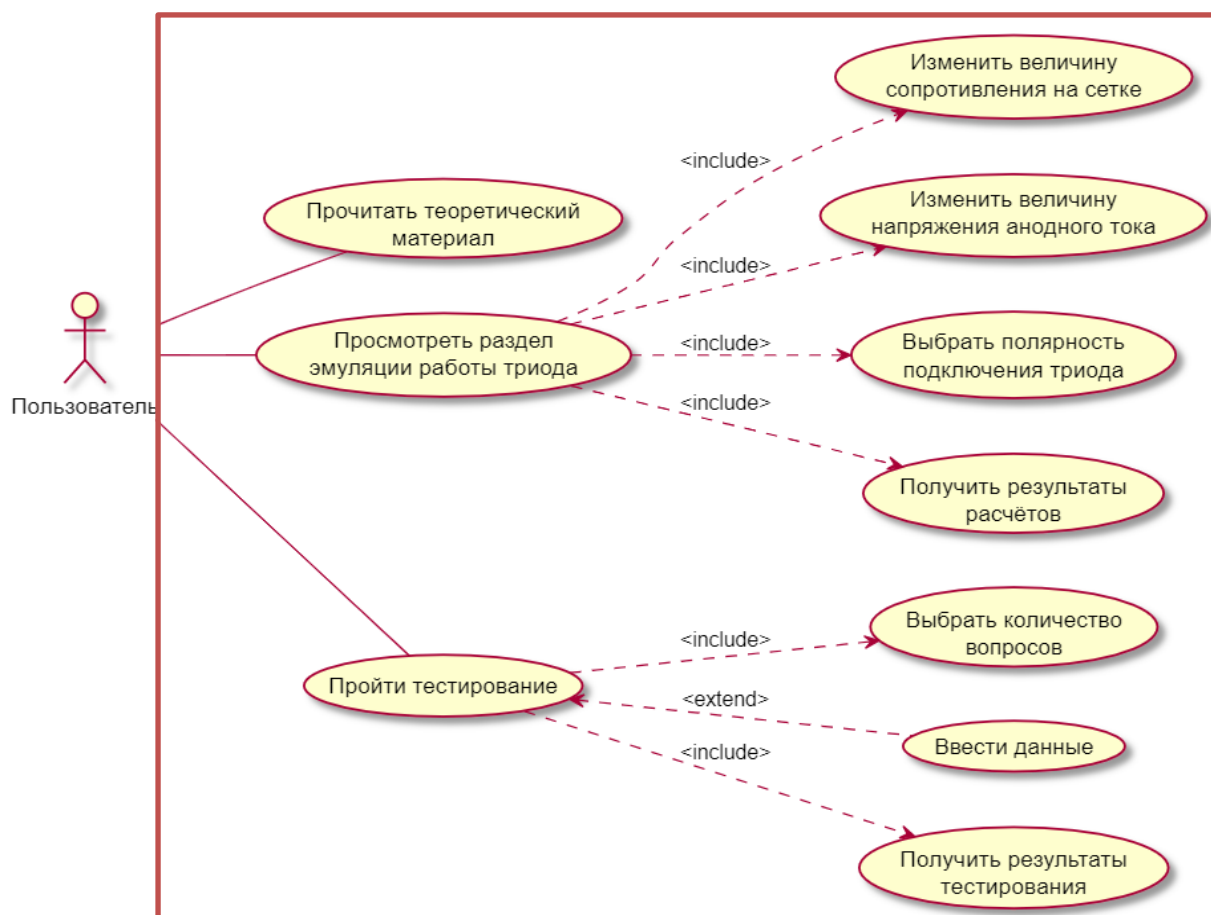 Изменить величину
сопротивления на сетке
<include>
Прочитать теоретический
материал
Изменить величину
напряжения анодного тока
<include>
Пользователь
Просмотреть раздел
эмуляции работы триода
<include>
Выбрать полярность
подключения триода
<include>
Получить результаты
расчётов
Пройти тестирование
<include>
Выбрать количество
вопросов
<extend>
Ввести данные
<include>
Получить результаты
тестирования